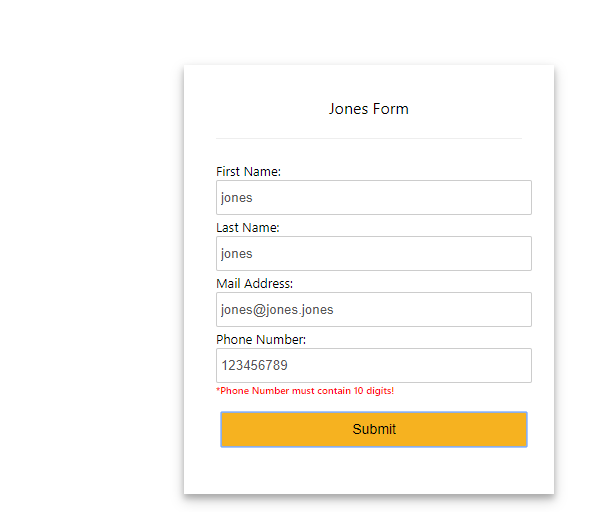 Jones Form
First Name:
jones
Last Name:
jones
Mail Address:
jones@jones.jones
Phone Number:
123456789
*Phone Number must contain 10 digits!
Submit